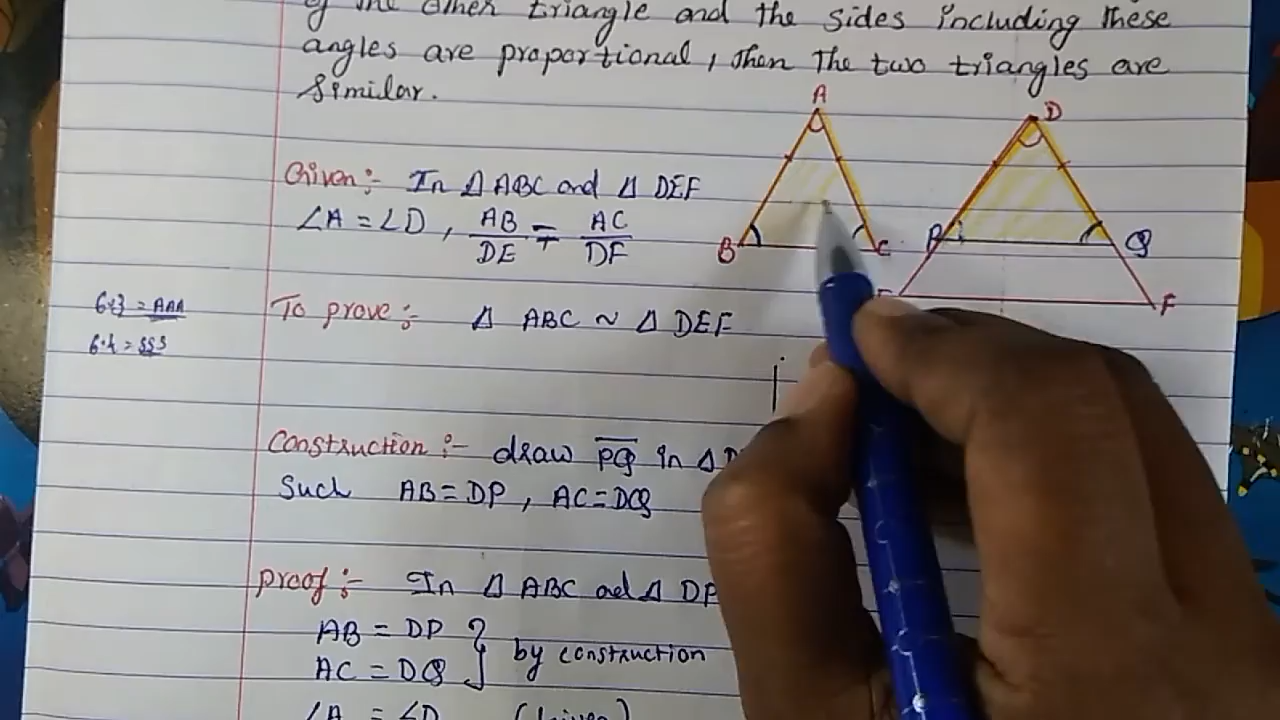 of the other triangle and the sides including these
angles are proportional, then the two triangles are
Similar.
A
D
Given:- In Δ ABC and Δ DEF
∠A = ∠D, AB/DE = AC/DF
B
C
P
Q
F
6.3 = AAA
To prove:- Δ ABC ~ Δ DEF
6.4 = SSS
Construction:- draw PQ in Δ D
Such AB = DP, AC = DQ
Proof:- In Δ ABC and Δ DP
AB = DP
AC = DQ } by construction
∠A = ∠D (Given)